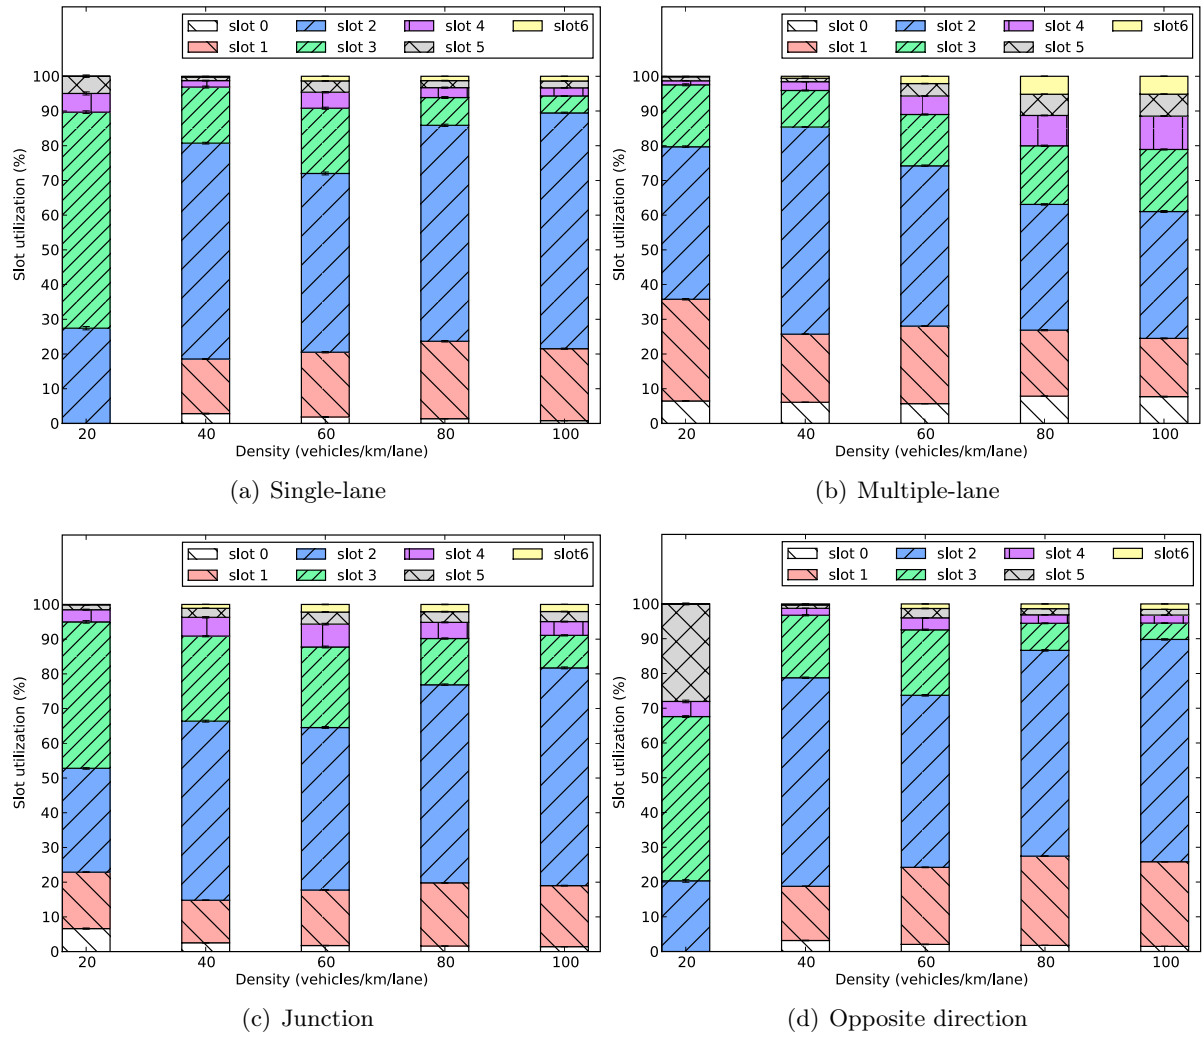 slot 0 slot 2 slot 4 slot6
slot 1 slot 3 slot 5
100
90
80
70
60
50
40
30
20
10
0
Slot utilization (%)
20 40 60 80 100
Density (vehicles/km/lane)
(a) Single-lane
slot 0 slot 2 slot 4 slot6
slot 1 slot 3 slot 5
100
90
80
70
60
50
40
30
20
10
0
Slot utilization (%)
20 40 60 80 100
Density (vehicles/km/lane)
(b) Multiple-lane
slot 0 slot 2 slot 4 slot6
slot 1 slot 3 slot 5
100
90
80
70
60
50
40
30
20
10
0
Slot utilization (%)
20 40 60 80 100
Density (vehicles/km/lane)
(c) Junction
slot 0 slot 2 slot 4 slot6
slot 1 slot 3 slot 5
100
90
80
70
60
50
40
30
20
10
0
Slot utilization (%)
20 40 60 80 100
Density (vehicles/km/lane)
(d) Opposite direction